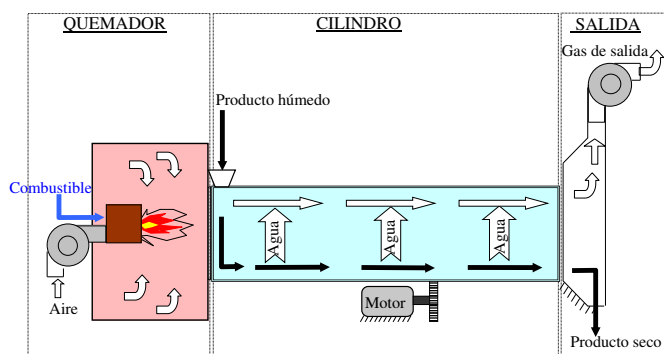 QUEMADOR
CILINDRO
SALIDA
Gas de salida
Producto húmedo
Combustible
Agua
Agua
Agua
Aire
Motor
Producto seco